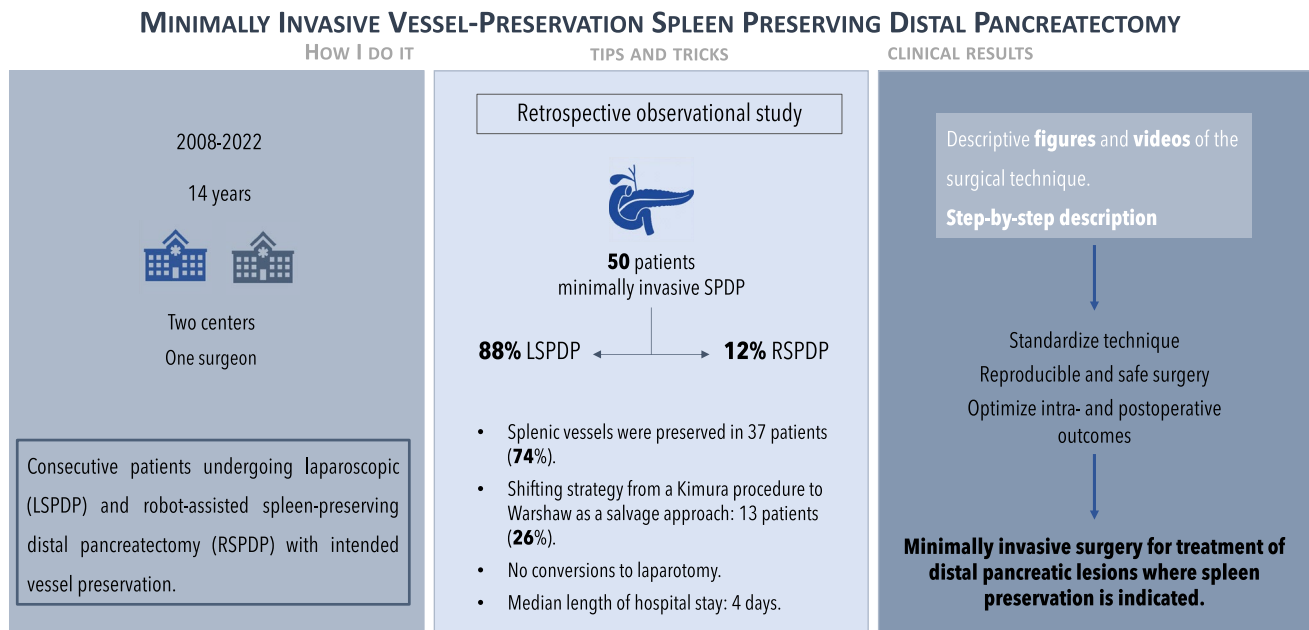 MINIMALLY INVASIVE VESSEL-PRESERVATION SPLEEN PRESERVING DISTAL PANCREATECTOMY
HOW I DO IT
TIPS AND TRICKS
CLINICAL RESULTS
2008-2022
14 years
Two centers
One surgeon
Consecutive patients undergoing laparoscopic
(LSPDP) and robot-assisted spleen-preserving
distal pancreatectomy (RSPDP) with intended
vessel preservation.
Retrospective observational study
50 patients
minimally invasive SPDP
88% LSPDP
12% RSPDP
• Splenic vessels were preserved in 37 patients
(74%).
• Shifting strategy from a Kimura procedure to
Warshaw as a salvage approach: 13 patients
(26%).
• No conversions to laparotomy.
• Median length of hospital stay: 4 days.
Descriptive figures and videos of the
surgical technique.
Step-by-step description
Standardize technique
Reproducible and safe surgery
Optimize intra- and postoperative
outcomes
Minimally invasive surgery for treatment of
distal pancreatic lesions where spleen
preservation is indicated.